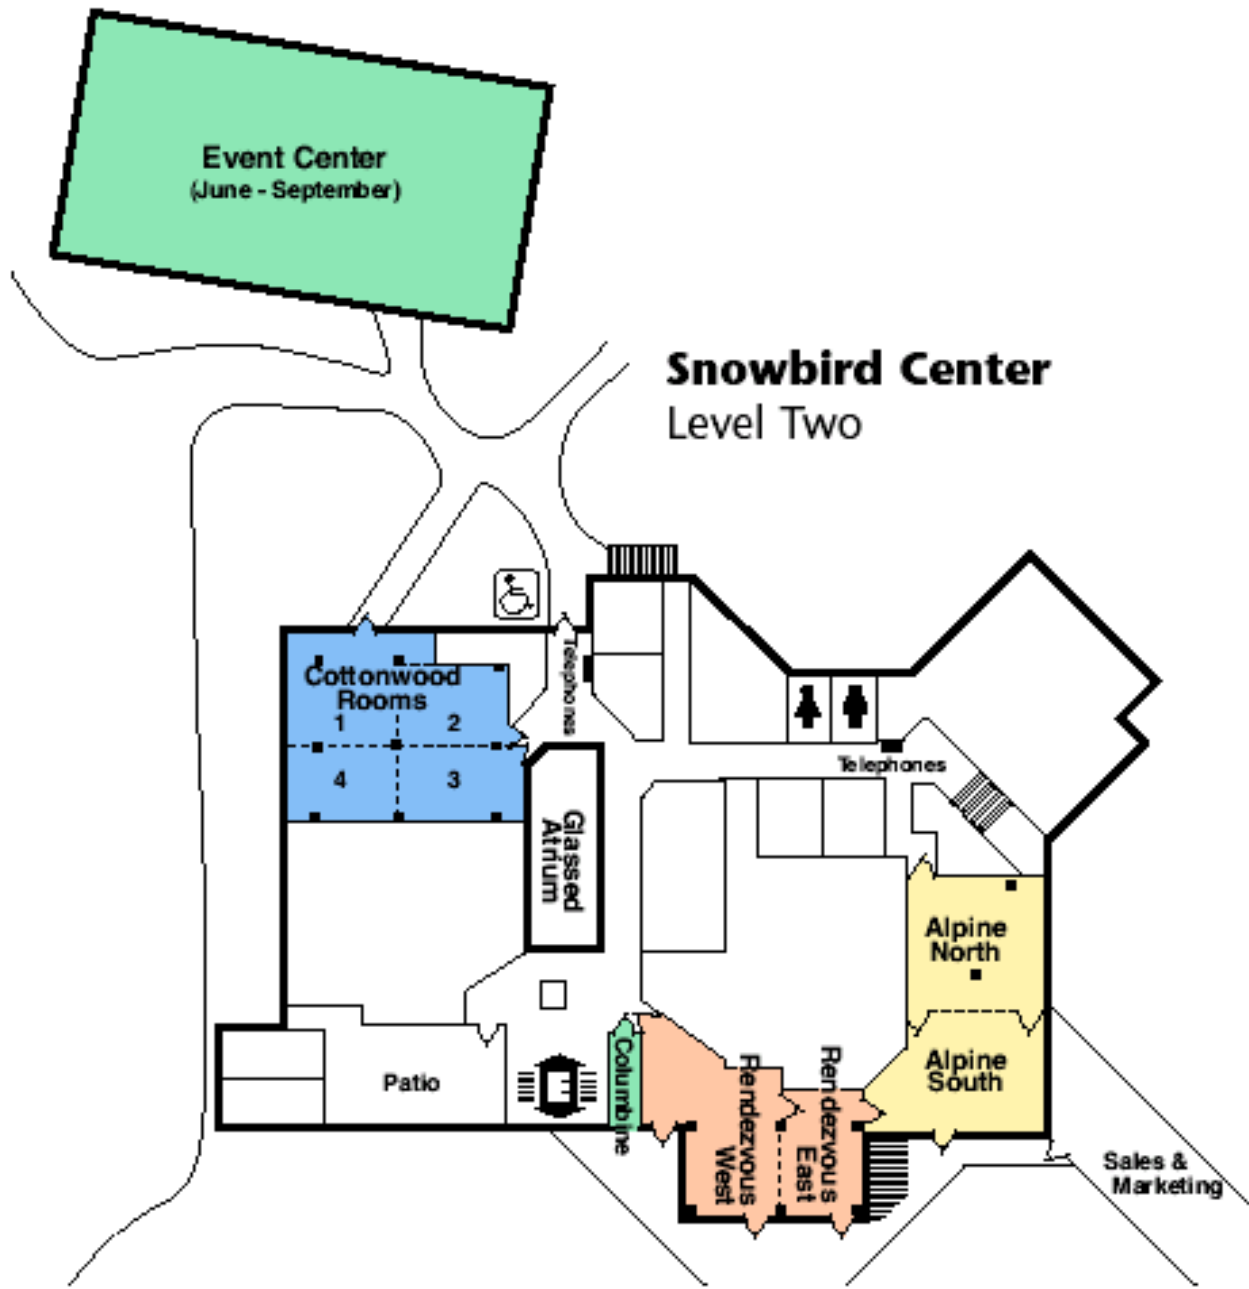 Event Center
(June - September)
Snowbird Center
Level Two
Telephones
Cottonwood
Rooms
1
2
4
3
Telephones
Glassed
Atrium
Alpine
North
Columbine
Rendezvous
West
Rendezvous
East
Alpine
South
Patio
Sales &
Marketing